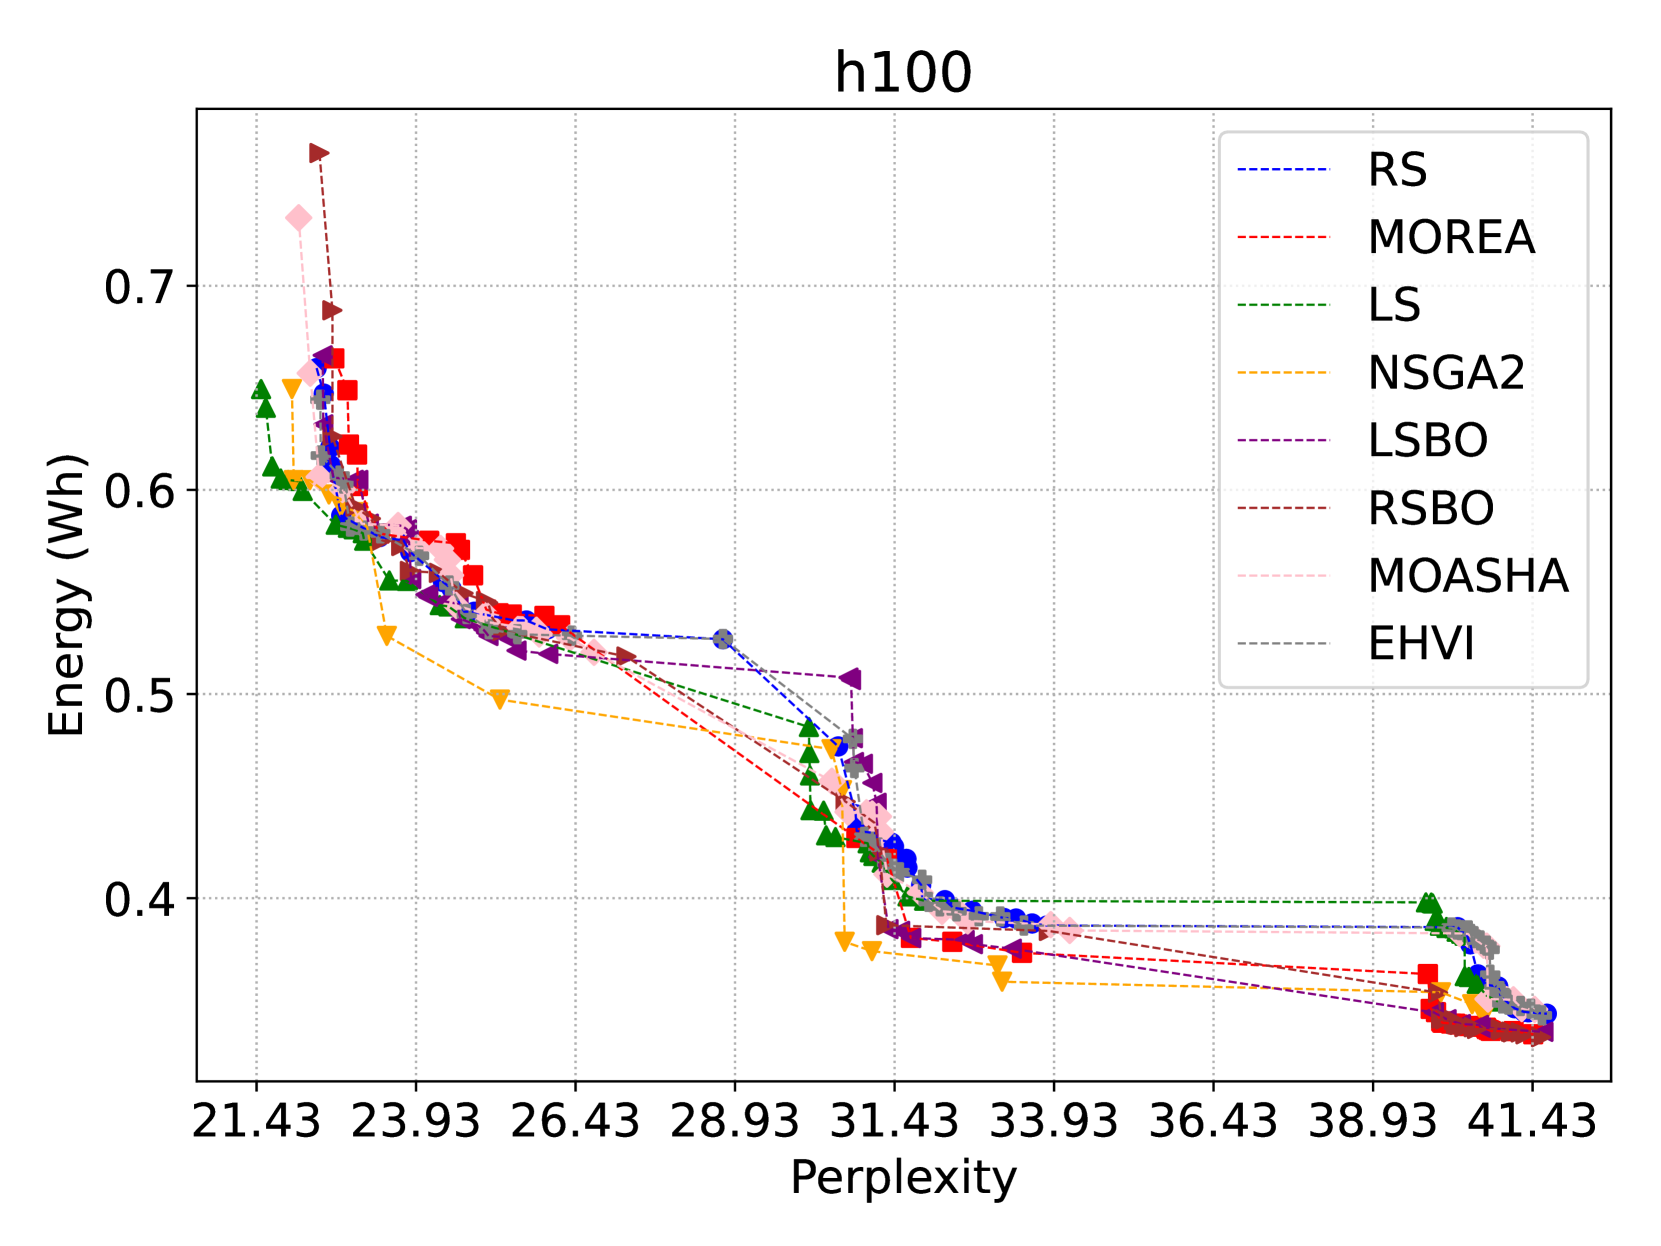 h100
Energy (Wh)
0.7
0.6
0.5
0.4
RS
MOREA
LS
NSGA2
LSBO
RSBO
MOASHA
EHVI
21.43 23.93 26.43 28.93 31.43 33.93 36.43 38.93 41.43
Perplexity